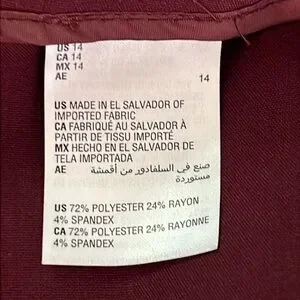 US 14
CA 14
MX 14
AE 14
US MADE IN EL SALVADOR OF
IMPORTED FABRIC
CA FABRIQUÉ AU SALVADOR À
PARTIR DE TISSU IMPORTÉ
MX HECHO EN EL SALVADOR DE
TELA IMPORTADA
AE صنع في السلفادور من أقمشة
مستوردة
US 72% POLYESTER 24% RAYON
4% SPANDEX
CA 72% POLYESTER 24% RAYONNE
4% SPANDEX